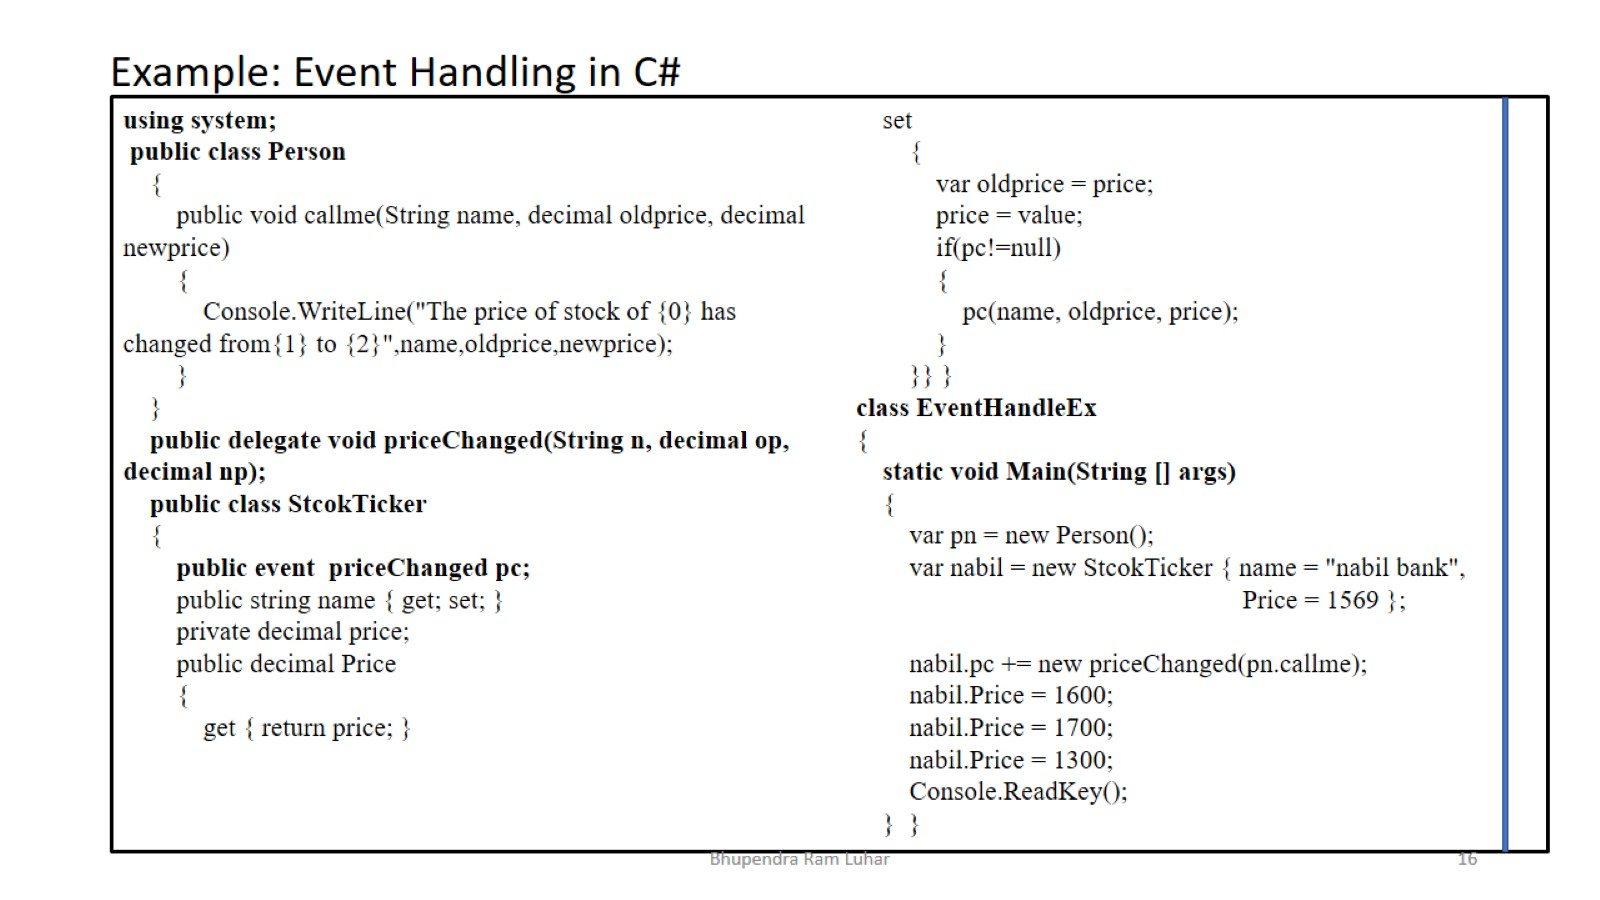 Example: Event Handling in C#
using system;
public class Person
{
public void callme(String name, decimal oldprice, decimal
newprice)
{
Console.WriteLine("The price of stock of {0} has
changed from{1} to {2}",name,oldprice,newprice);
}
}
public delegate void priceChanged(String n, decimal op,
decimal np);
public class StcokTicker
{
public event  priceChanged pc;
public string name { get; set; }
private decimal price;
public decimal Price
{
get { return price; }
set
{
var oldprice = price;
price = value;
if(pc!=null)
{
pc(name, oldprice, price);
}
}} }
class EventHandleEx
{
static void Main(String [] args)
{
var pn = new Person();
var nabil = new StcokTicker { name = "nabil bank",
Price = 1569 };
nabil.pc += new priceChanged(pn.callme);
nabil.Price = 1600;
nabil.Price = 1700;
nabil.Price = 1300;
Console.ReadKey();
} }
Bhupendra Ram Luhar
16